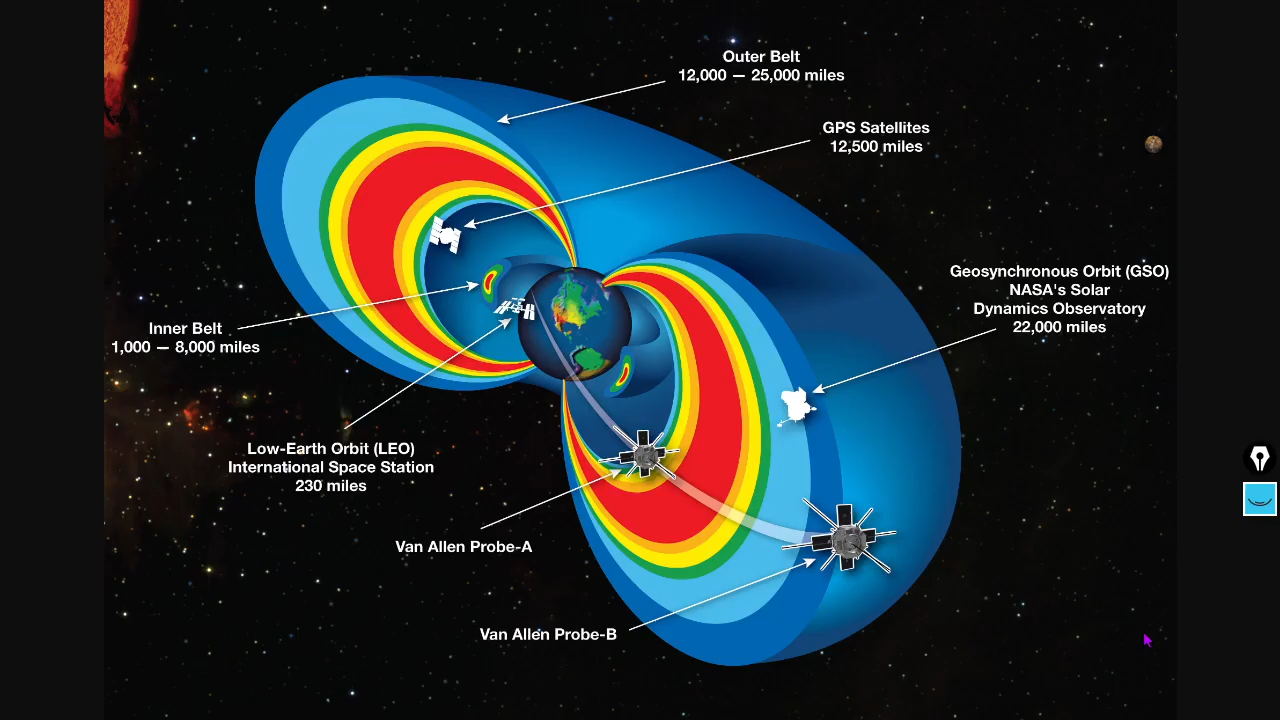 Outer Belt
12,000 — 25,000 miles
GPS Satellites
12,500 miles
Geosynchronous Orbit (GSO)
NASA's Solar
Dynamics Observatory
22,000 miles
Inner Belt
1,000 — 8,000 miles
Low-Earth Orbit (LEO)
International Space Station
230 miles
Van Allen Probe-A
Van Allen Probe-B